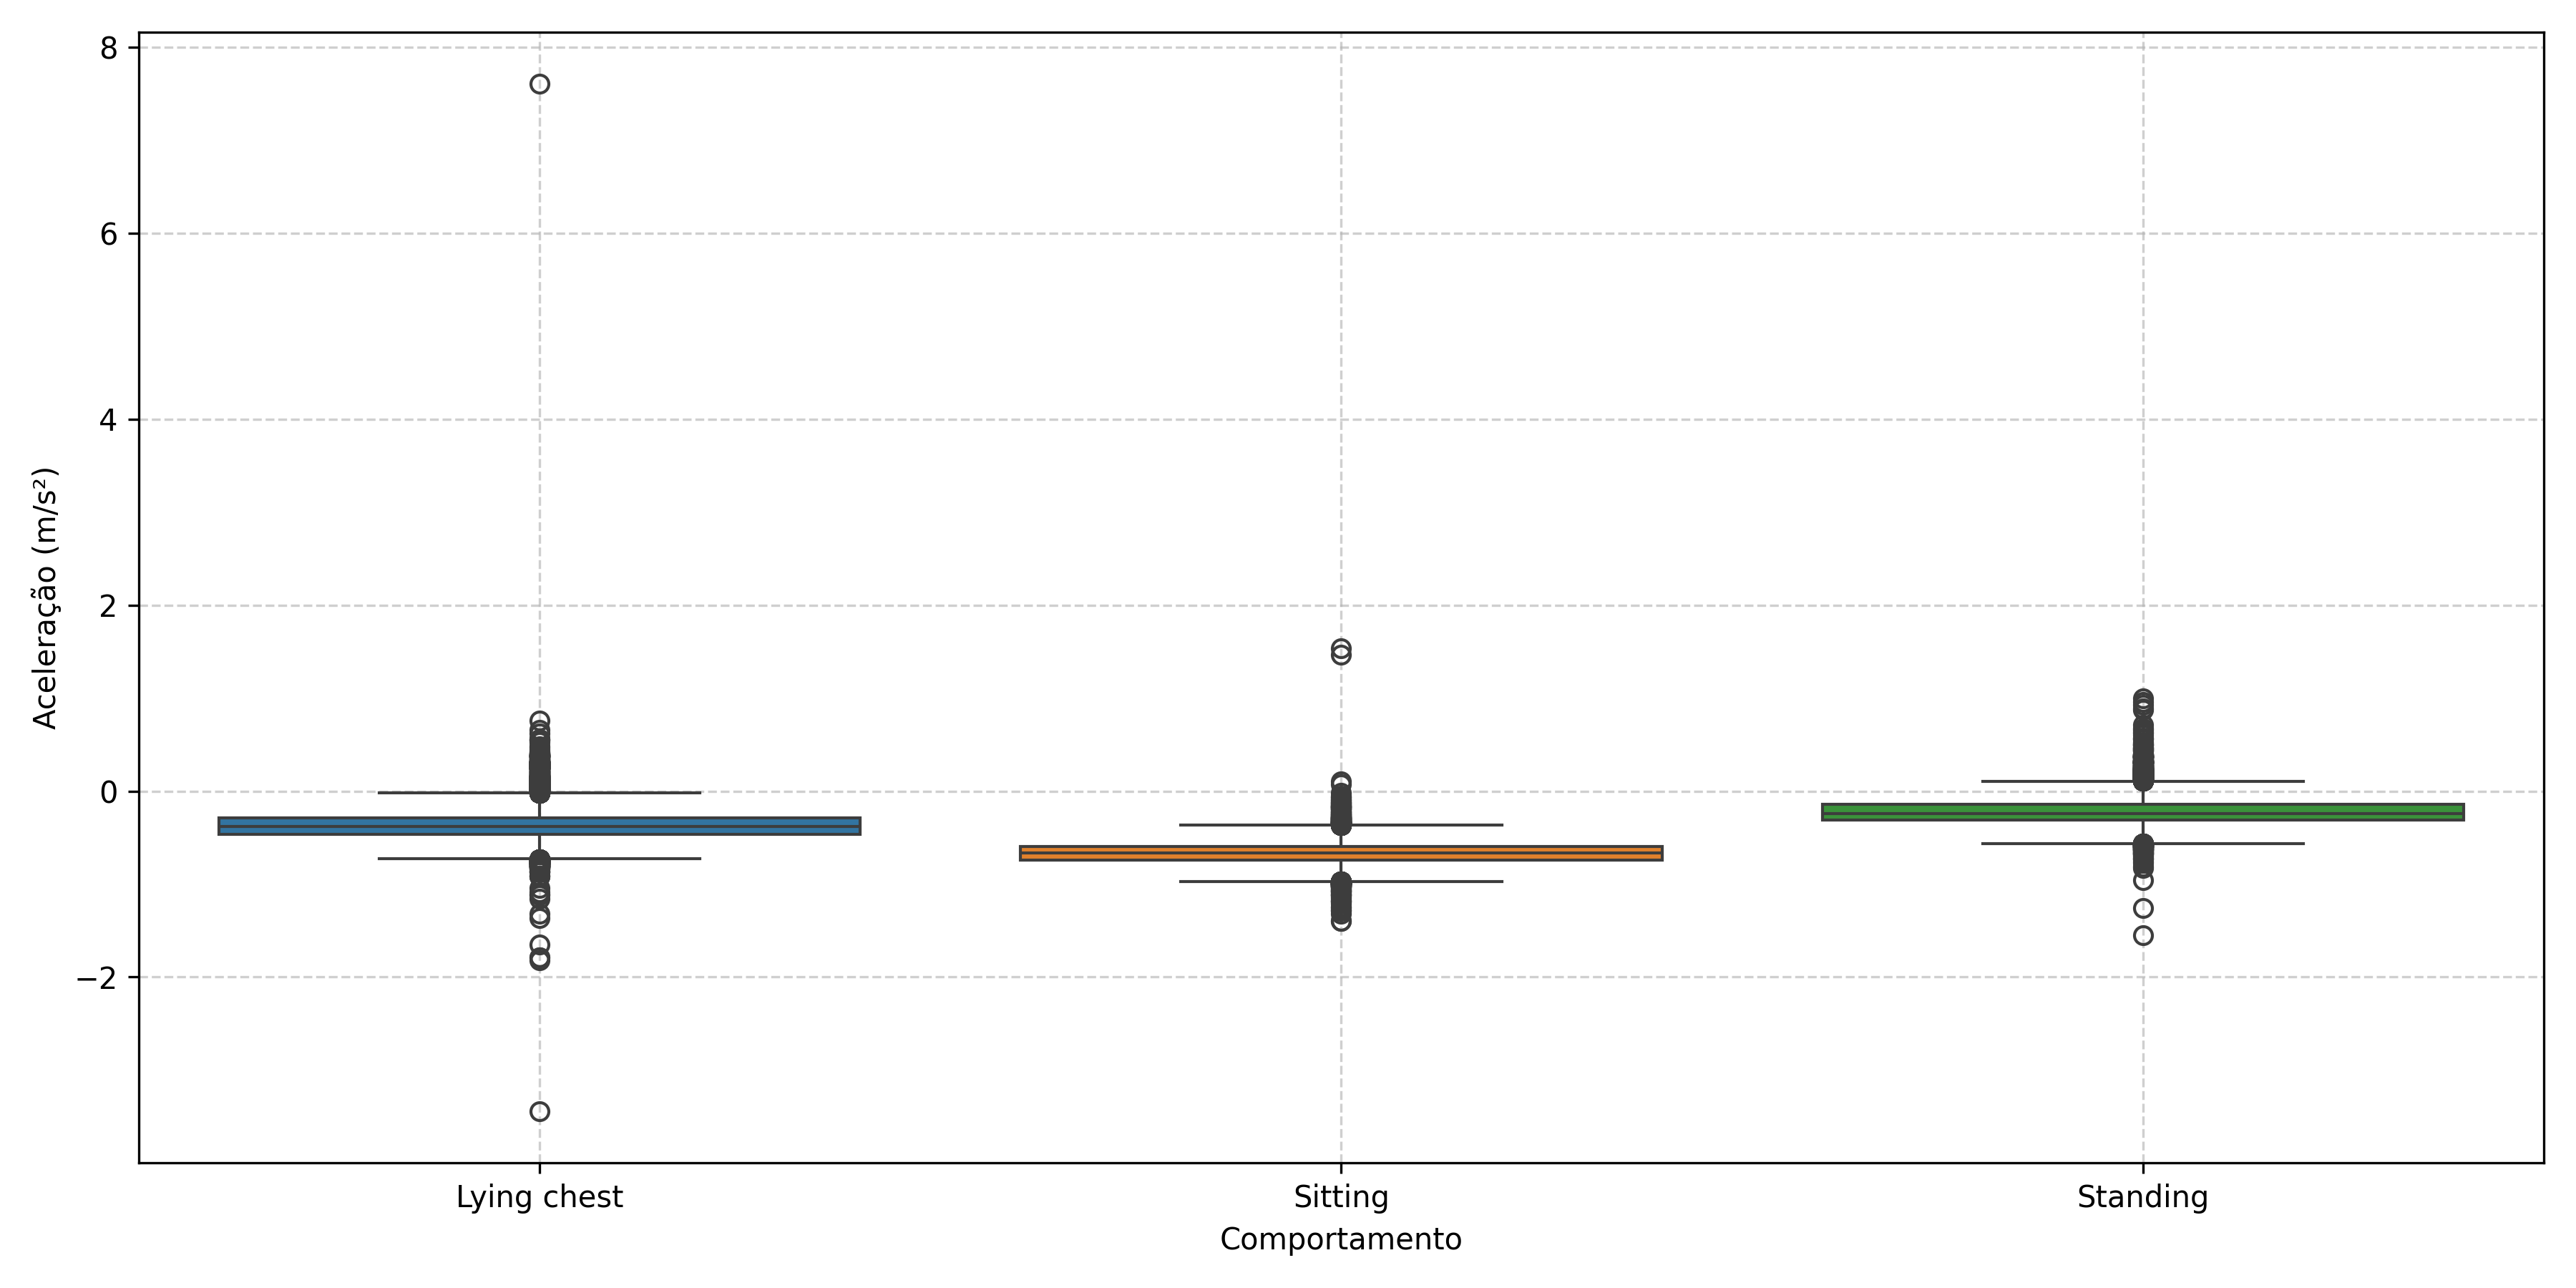 8
6
4
2
0
−2
Aceleração (m/s²)
Lying chest
Sitting
Standing
Comportamento